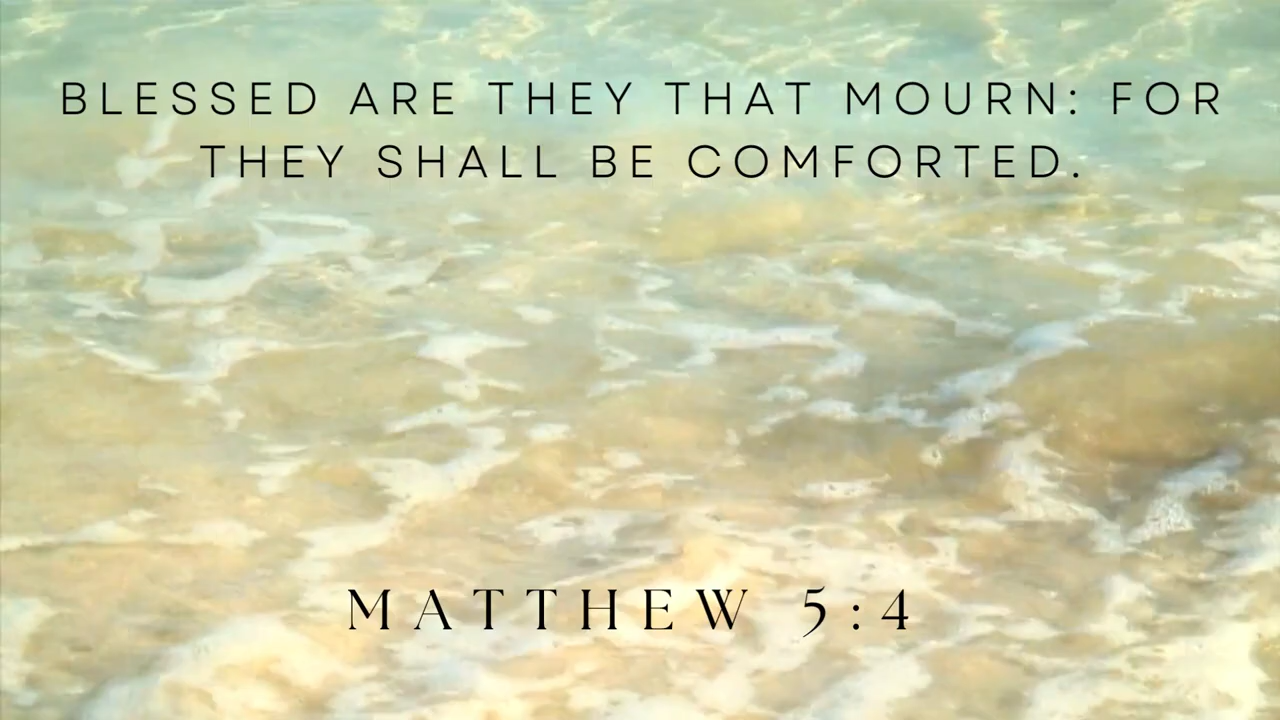 BLESSED ARE THEY THAT MOURN: FOR
THEY SHALL BE COMFORTED.
MATTHEW 5:4